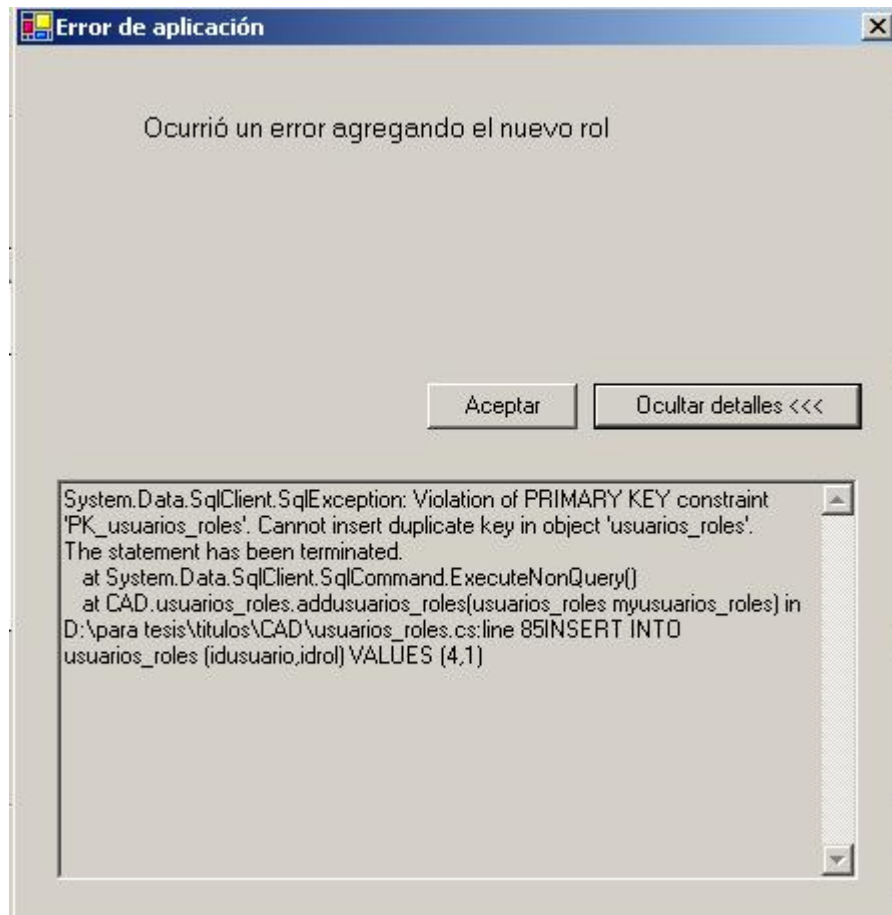 Error de aplicación
Ocurrió un error agregando el nuevo rol
Aceptar
Ocultar detalles <<<
System.Data.SqlClient.SqlException: Violation of PRIMARY KEY constraint
'PK_usuarios_roles'. Cannot insert duplicate key in object 'usuarios_roles'.
The statement has been terminated.
at System.Data.SqlClient.SqlCommand.ExecuteNonQuery()
at CAD.usuarios_roles.addusuarios_roles(usuarios_roles myusuarios_roles) in
D:\para tesis\titulos\CAD\usuarios_roles.cs:line 85INSERT INTO
usuarios_roles (idusuario,idrol) VALUES (4,1)